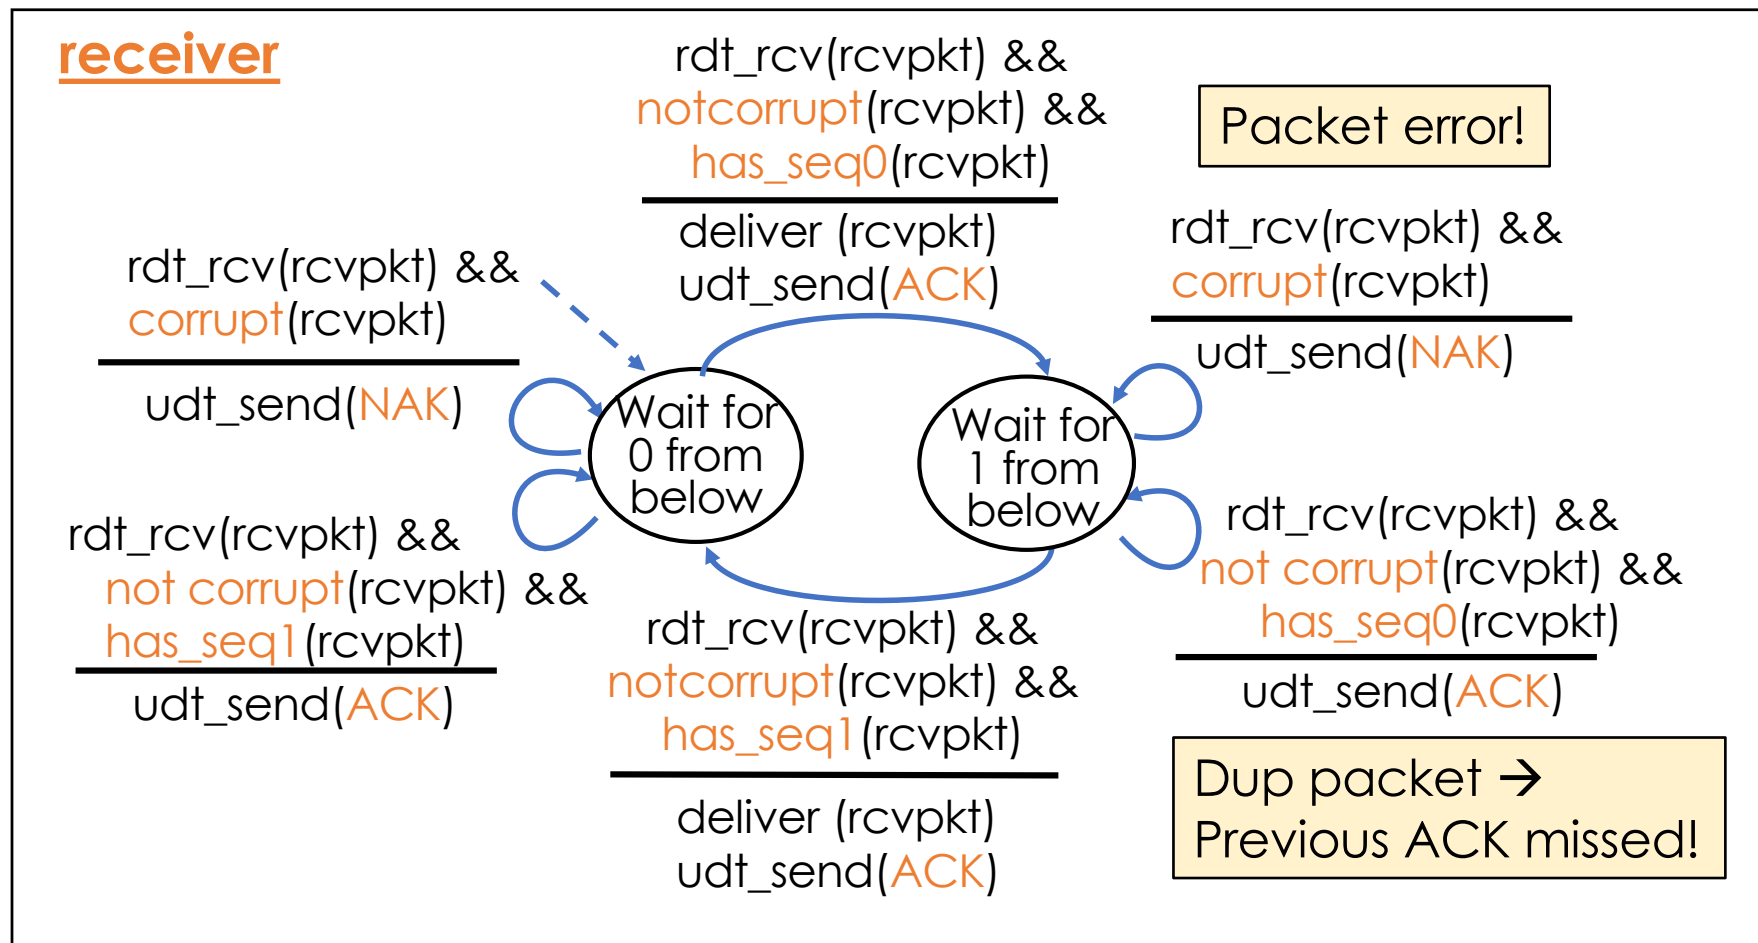 receiver
rdt_rcv(rcvpkt) &&
notcorrupt(rcvpkt) &&
has_seq0(rcvpkt)
deliver (rcvpkt)
udt_send(ACK)
Packet error!
rdt_rcv(rcvpkt) &&
corrupt(rcvpkt)
udt_send(NAK)
rdt_rcv(rcvpkt) &&
corrupt(rcvpkt)
udt_send(NAK)
Wait for
0 from
below
Wait for
1 from
below
rdt_rcv(rcvpkt) &&
not corrupt(rcvpkt) &&
has_seq1(rcvpkt)
udt_send(ACK)
rdt_rcv(rcvpkt) &&
notcorrupt(rcvpkt) &&
has_seq1(rcvpkt)
deliver (rcvpkt)
udt_send(ACK)
rdt_rcv(rcvpkt) &&
not corrupt(rcvpkt) &&
has_seq0(rcvpkt)
udt_send(ACK)
Dup packet →
Previous ACK missed!